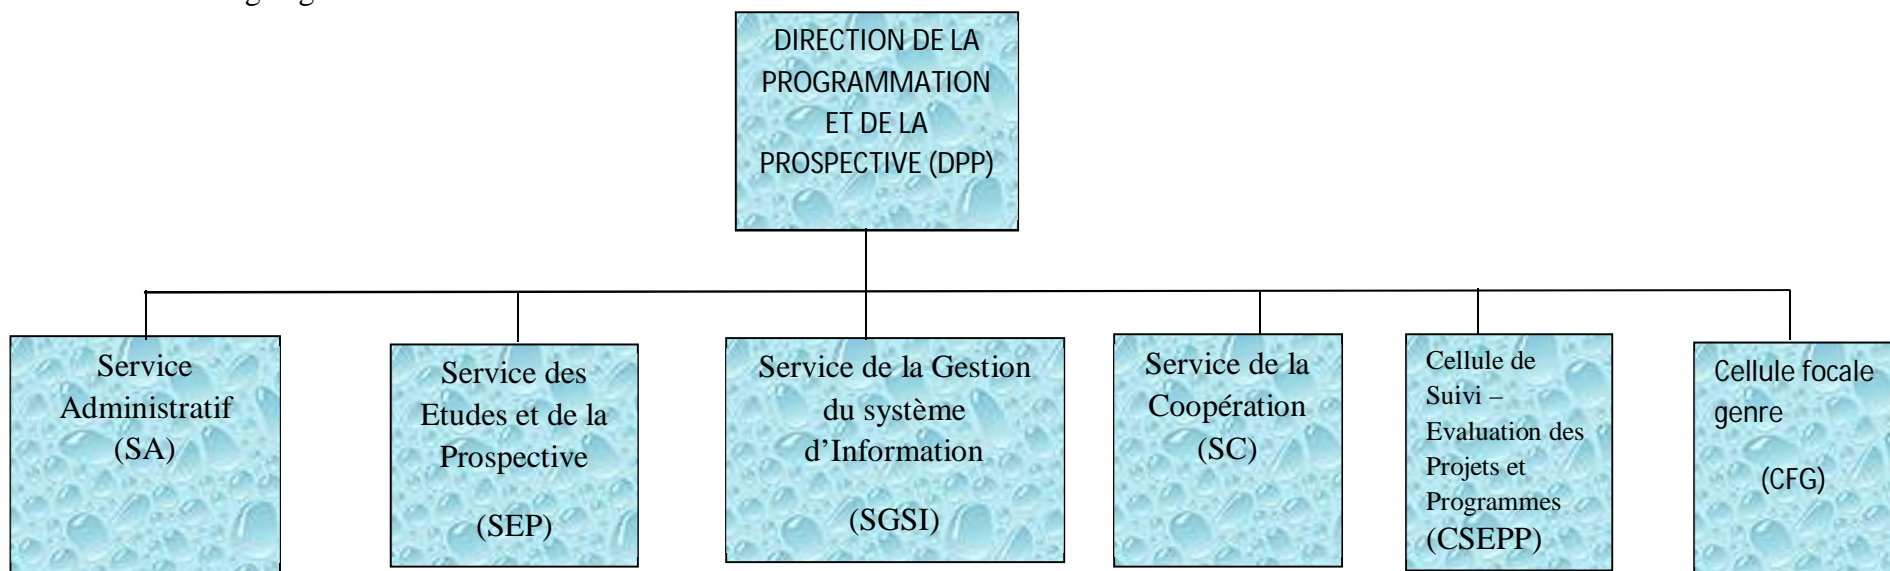 DIRECTION DE LA
PROGRAMMATION
ET DE LA
PROSPECTIVE (DPP)
Service
Administratif
(SA)
Service des
Etudes et de la
Prospective
(SEP)
Service de la Gestion
du système
d’Information
(SGSI)
Service de la
Coopération
(SC)
Cellule de
Suivi –
Evaluation des
Projets et
Programmes
(CSEPP)
Cellule focale
genre
(CFG)